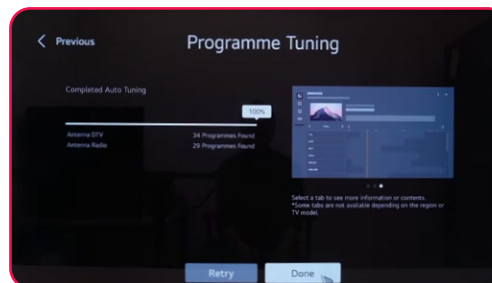 Previous
Programme Tuning
Completed Auto Tuning
100%
Antenna DTV 34 Programmes Found
Antenna Radio 29 Programmes Found
Select a tab to see more information or contents.
*Some tabs are not available depending on the region or
TV model.
Retry
Done